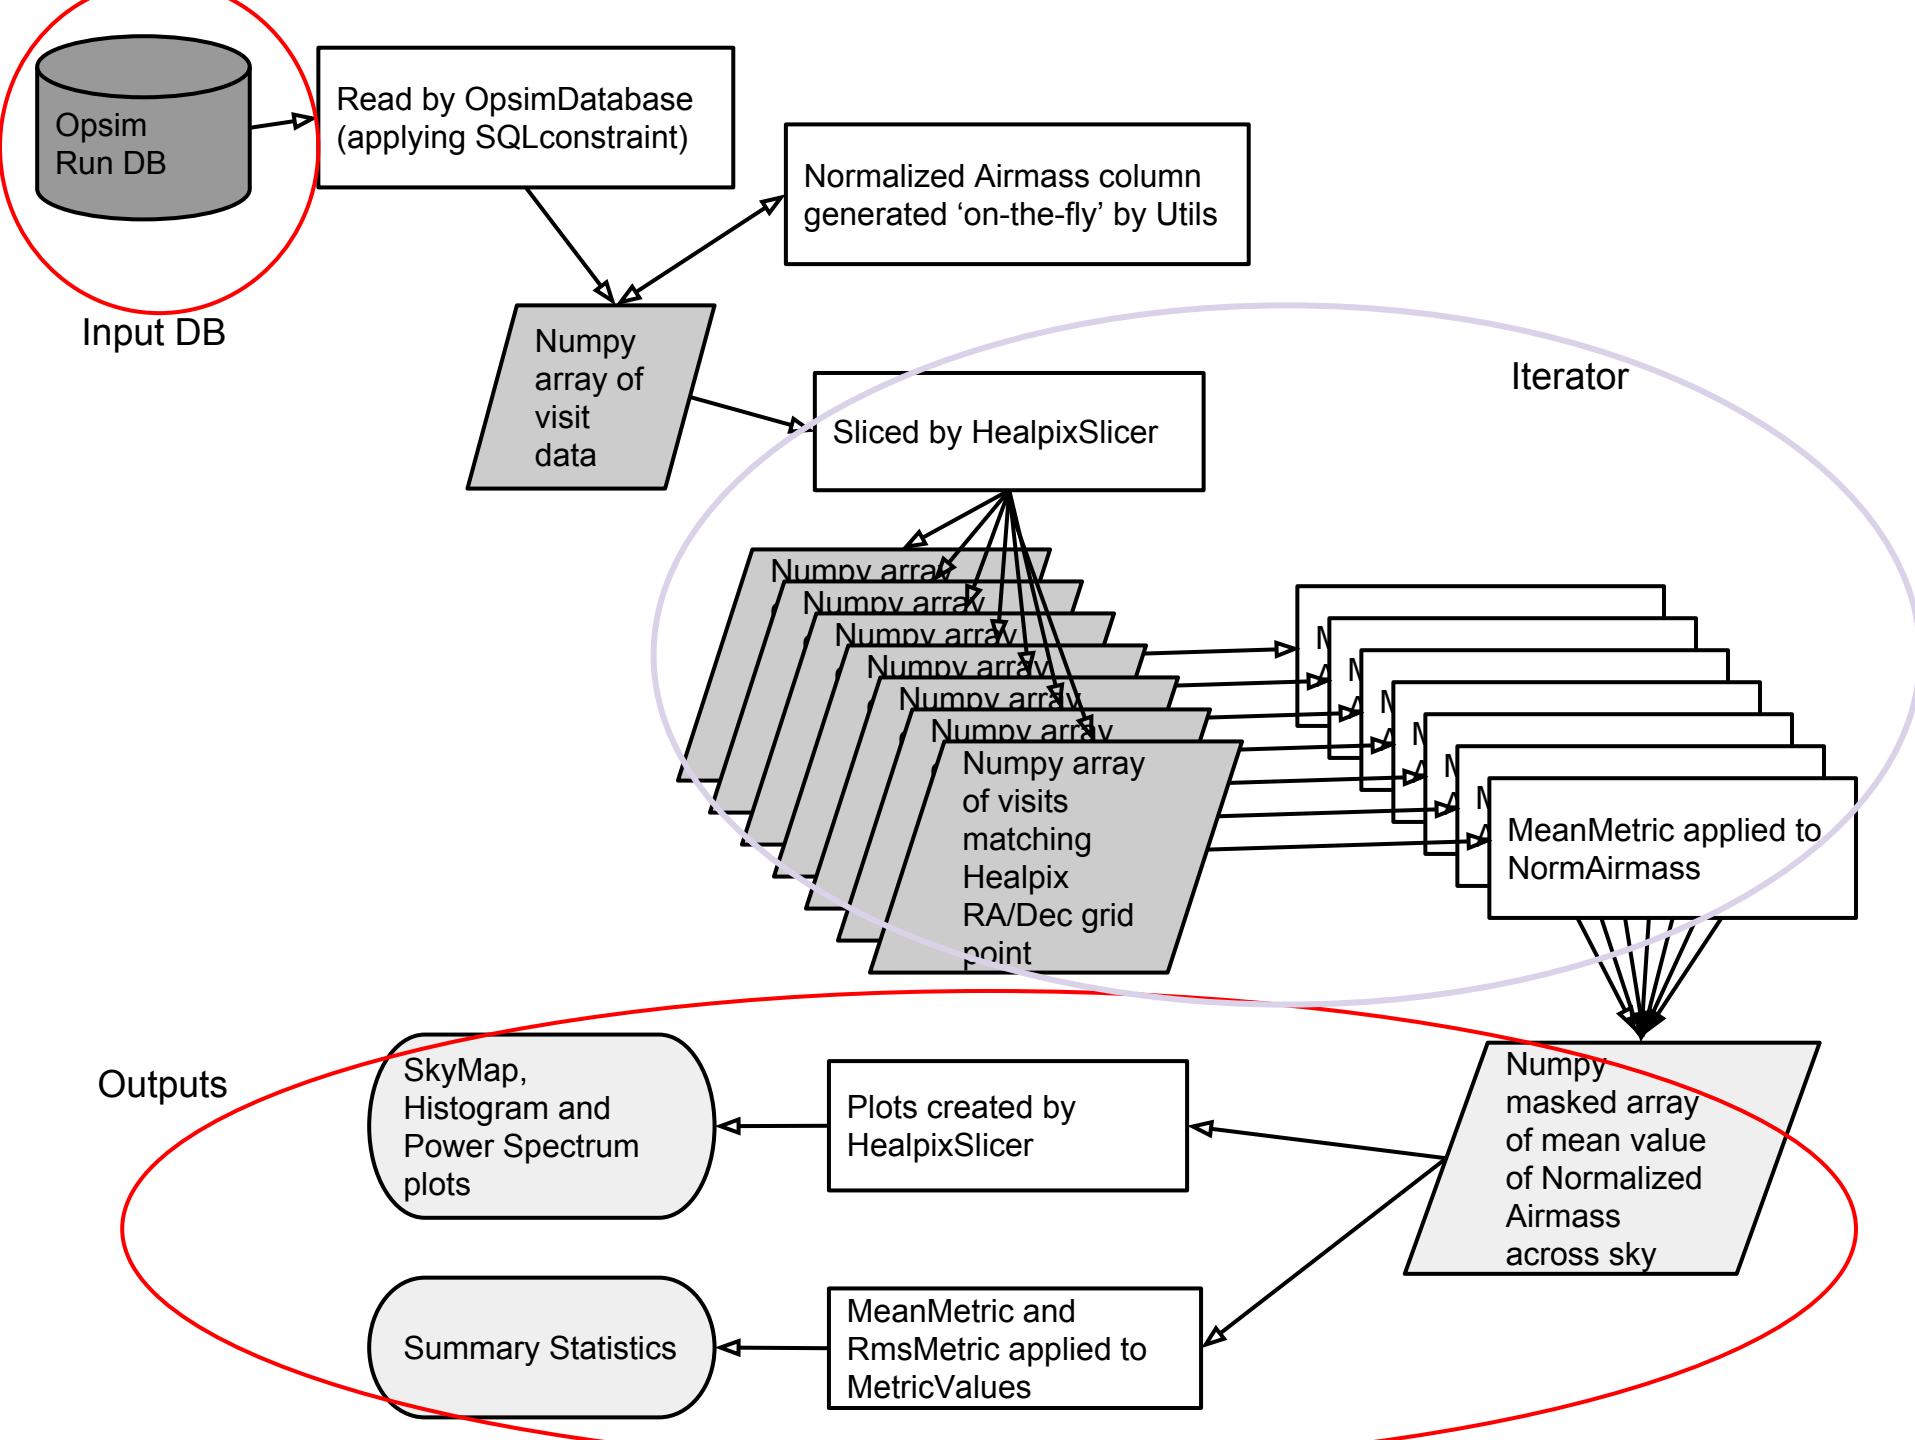 Opsim
Run DB
Read by OpsimDatabase
(applying SQLconstraint)
Normalized Airmass column
generated ‘on-the-fly’ by Utils
Input DB
Numpy
array of
visit
data
Iterator
Sliced by HealpixSlicer
Numpy array
Numpy array
Numpy array
Numpy array
Numpy array
Numpy array
Numpy array
of visits
matching
Healpix
RA/Dec grid
point
MeanMetric applied to
NormAirmass
Outputs
SkyMap,
Histogram and
Power Spectrum
plots
Plots created by
HealpixSlicer
Numpy
masked array
of mean value
of Normalized
Airmass
across sky
Summary Statistics
MeanMetric and
RmsMetric applied to
MetricValues